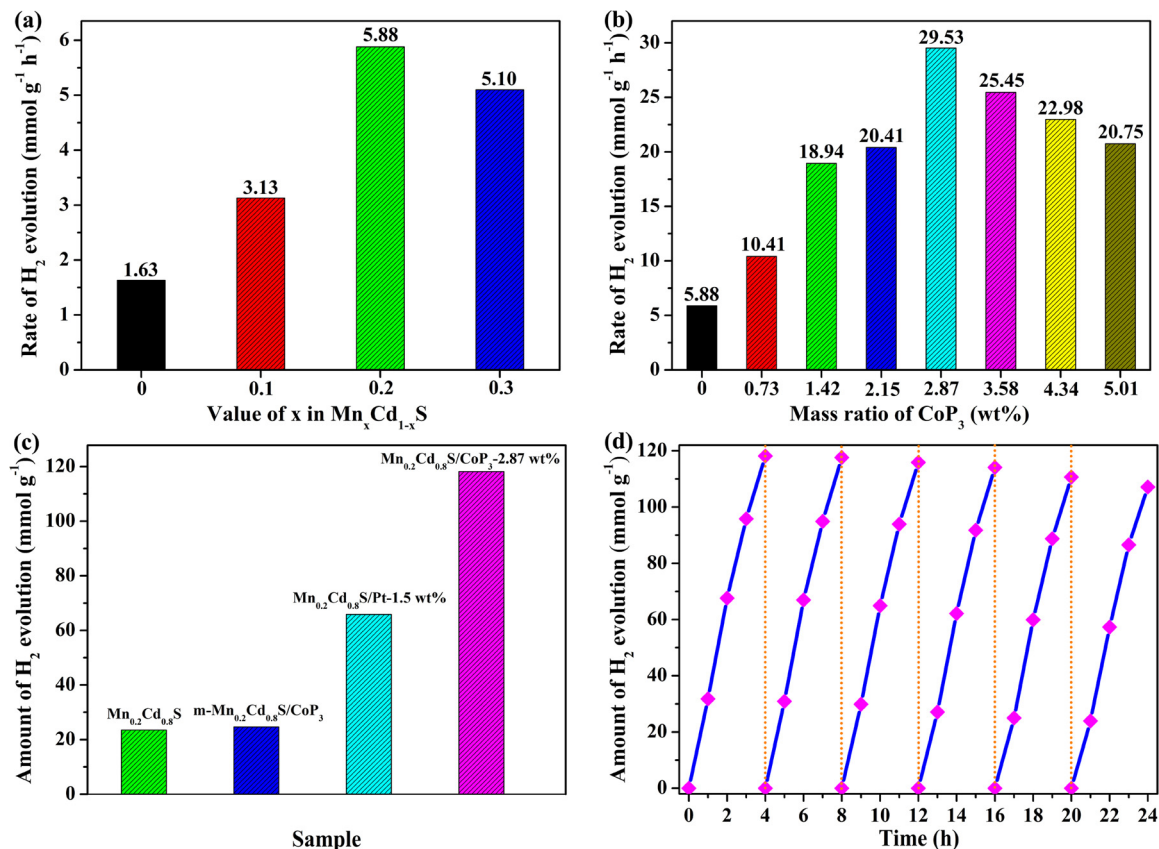 (a)
Rate of H₂ evolution (mmol g⁻¹ h⁻¹)
6
5
4
3
2
1
0
1.63
3.13
5.88
5.10
0 0.1 0.2 0.3
Value of x in MnₓCd₁₋ₓS
(b)
Rate of H₂ evolution (mmol g⁻¹ h⁻¹)
30
25
20
15
10
5
0
5.88
10.41
18.94
20.41
29.53
25.45
22.98
20.75
0 0.73 1.42 2.15 2.87 3.58 4.34 5.01
Mass ratio of CoP₃ (wt%)
(c)
Amount of H₂ evolution (mmol g⁻¹)
120
100
80
60
40
20
0
Mn₀.₂Cd₀.₈S
m-Mn₀.₂Cd₀.₈S/CoP₃
Mn₀.₂Cd₀.₈S/Pt-1.5 wt%
Mn₀.₂Cd₀.₈S/CoP₃-2.87 wt%
Sample
(d)
Amount of H₂ evolution (mmol g⁻¹)
120
100
80
60
40
20
0
0 2 4 6 8 10 12 14 16 18 20 22 24
Time (h)